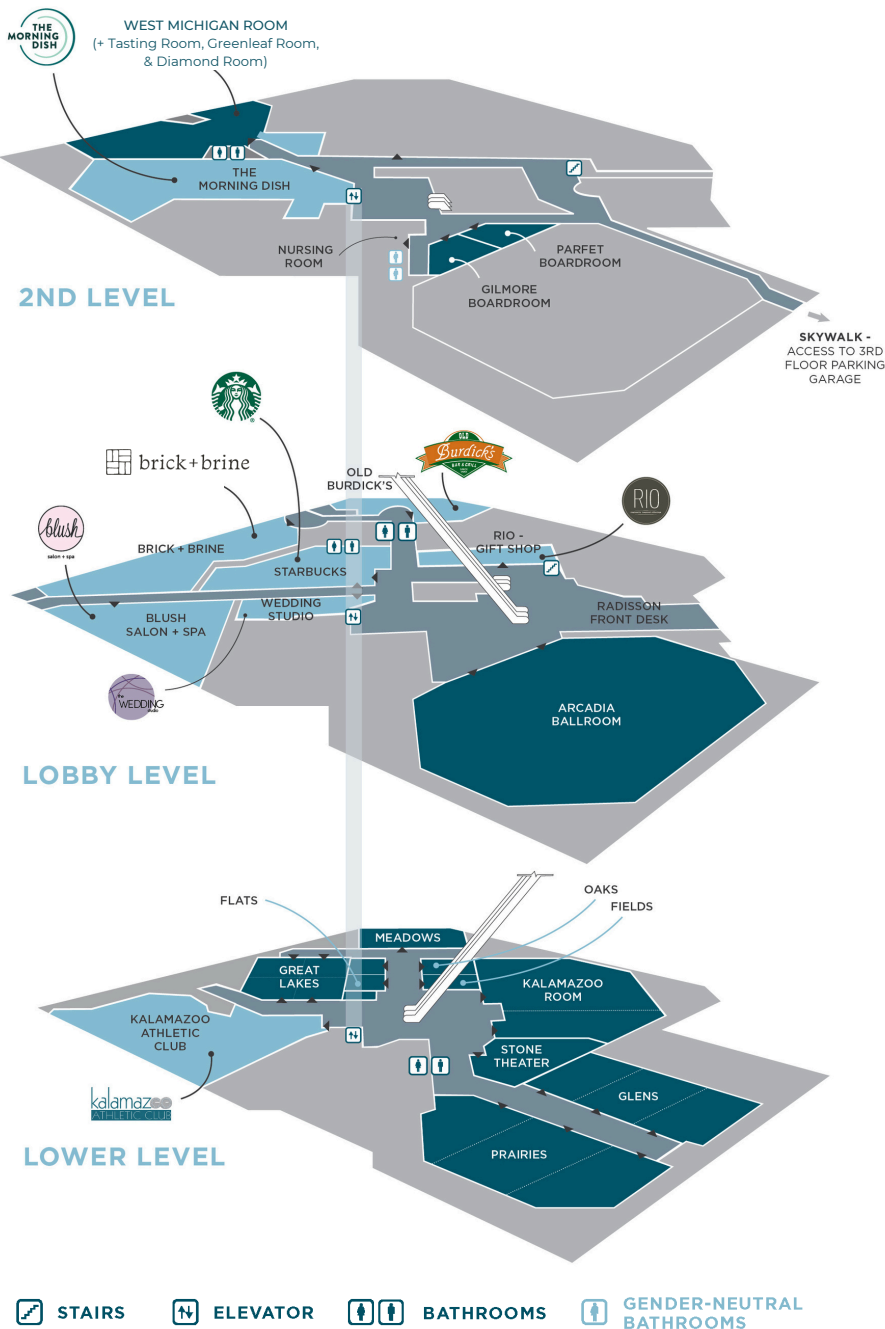 THE
MORNING
DISH
WEST MICHIGAN ROOM
(+ Tasting Room, Greenleaf Room,
& Diamond Room)
THE
MORNING DISH
NURSING
ROOM
PARFET
BOARDROOM
GILMORE
BOARDROOM
2ND LEVEL
SKYWALK -
ACCESS TO 3RD
FLOOR PARKING
GARAGE
brick+brine
OLD
BURDICK'S
OLD
Burdick's
BAR & GRILL
RIO
blush
salon + spa
BRICK + BRINE
RIO -
GIFT SHOP
STARBUCKS
WEDDING
STUDIO
BLUSH
SALON + SPA
RADISSON
FRONT DESK
the
WEDDING
studio
ARCADIA
BALLROOM
LOBBY LEVEL
FLATS
OAKS
FIELDS
MEADOWS
GREAT
LAKES
KALAMAZOO
ROOM
KALAMAZOO
ATHLETIC
CLUB
STONE
THEATER
GLENS
kalamazoo
ATHLETIC CLUB
PRAIRIES
LOWER LEVEL
STAIRS
ELEVATOR
BATHROOMS
GENDER-NEUTRAL
BATHROOMS